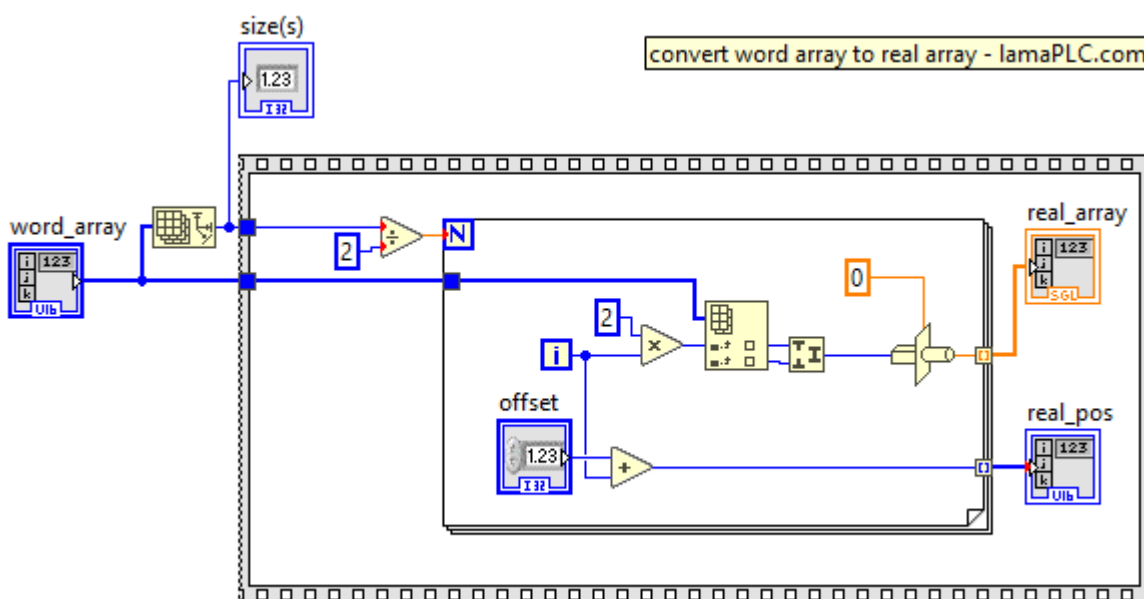 size(s)
1.23
I32
convert word array to real array - lamaPLC.com
word_array
i
123
j
k
U16
2
÷
N
real_array
i
123
j
k
SGL
0
2
×
i
offset
1.23
I32
+
real_pos
i
123
j
k
U16